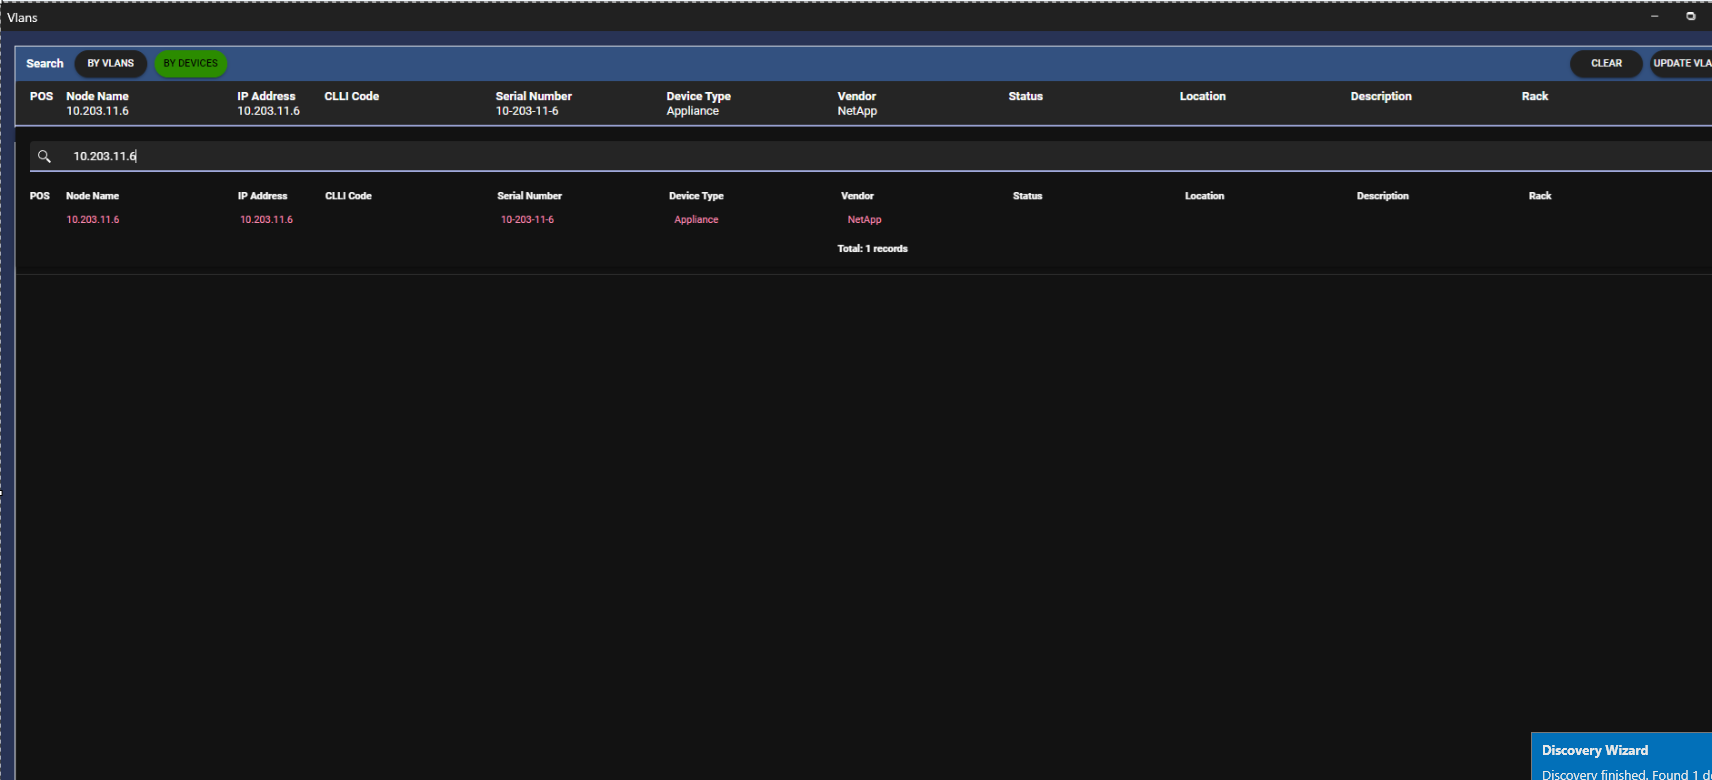 Vlans
Search BY VLANS BY DEVICES CLEAR UPDATE VLA
POS Node Name IP Address CLLI Code Serial Number Device Type Vendor Status Location Description Rack
10.203.11.6 10.203.11.6 10-203-11-6 Appliance NetApp
10.203.11.6
POS Node Name IP Address CLLI Code Serial Number Device Type Vendor Status Location Description Rack
10.203.11.6 10.203.11.6 10-203-11-6 Appliance NetApp
Total: 1 records
Discovery Wizard
Discovery finished. Found 1 d